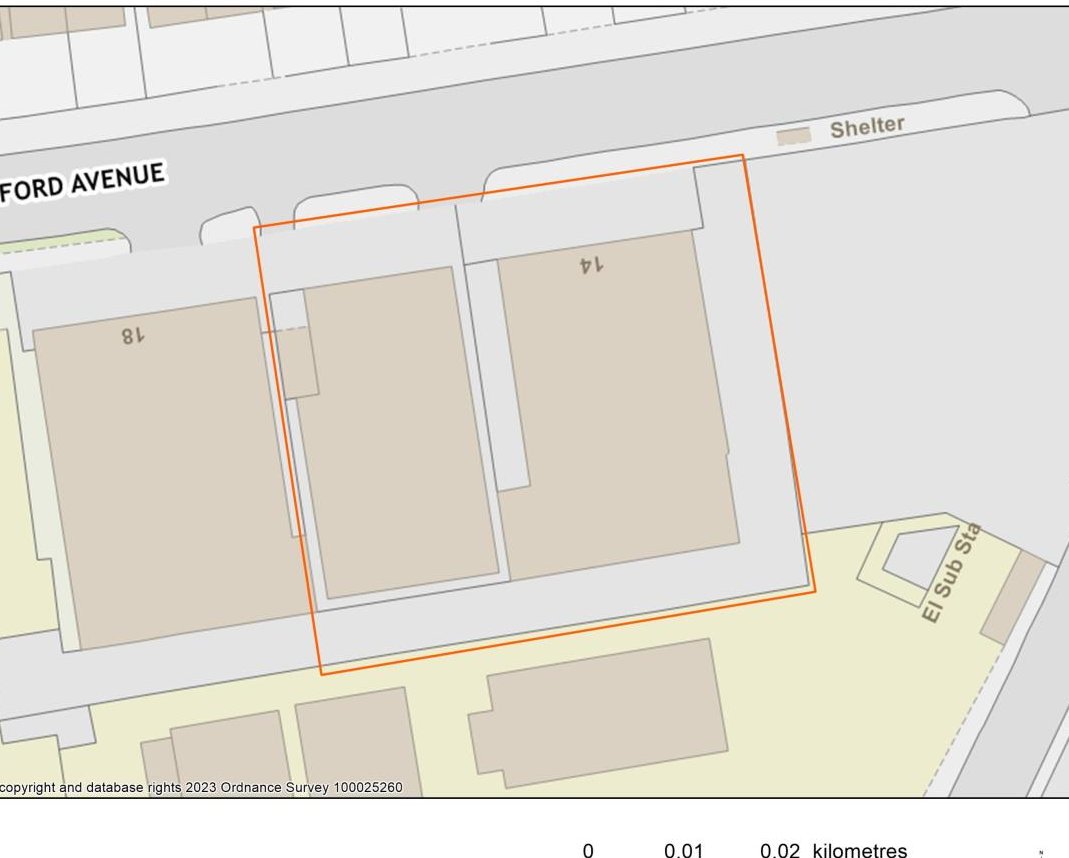 Shelter
FORD AVENUE
14
18
El Sub Sta
copyright and database rights 2023 Ordnance Survey 100025260
0 0.01 0.02 kilometres
N